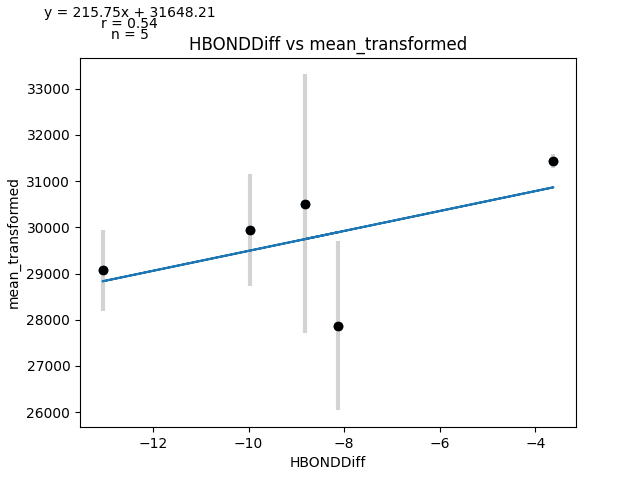 y = 215.75x + 31648.21
r = 0.54
n = 5
HBONDDiff vs mean_transformed
33000
32000
31000
30000
29000
28000
27000
26000
mean_transformed
−12
−10
−8
−6
−4
HBONDDiff